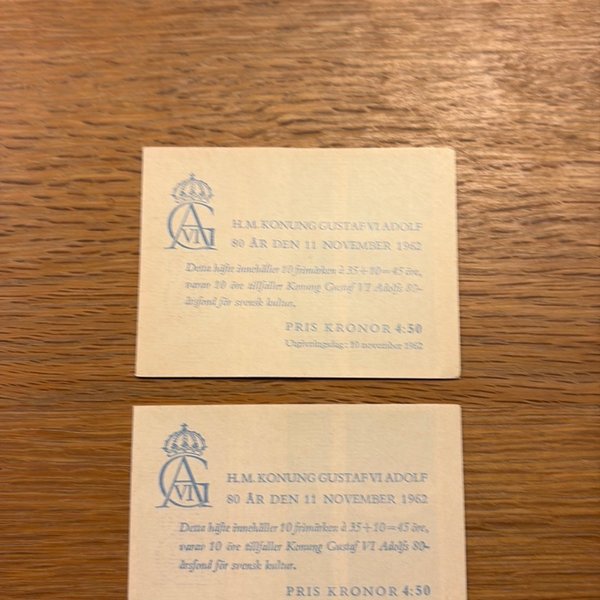 GA VI
H.M. KONUNG GUSTAF VI ADOLF
80 ÅR DEN 11 NOVEMBER 1962
Detta häfte innehåller 10 frimärken à 35+10=45 öre,
varav 10 öre tillfaller Konung Gustaf VI Adolfs 80-
årsfond för svensk kultur.
PRIS KRONOR 4:50
Utgivningsdag: 10 november 1962
GA VI
H.M. KONUNG GUSTAF VI ADOLF
80 ÅR DEN 11 NOVEMBER 1962
Detta häfte innehåller 10 frimärken à 35+10=45 öre,
varav 10 öre tillfaller Konung Gustaf VI Adolfs 80-
årsfond för svensk kultur.
PRIS KRONOR 4:50